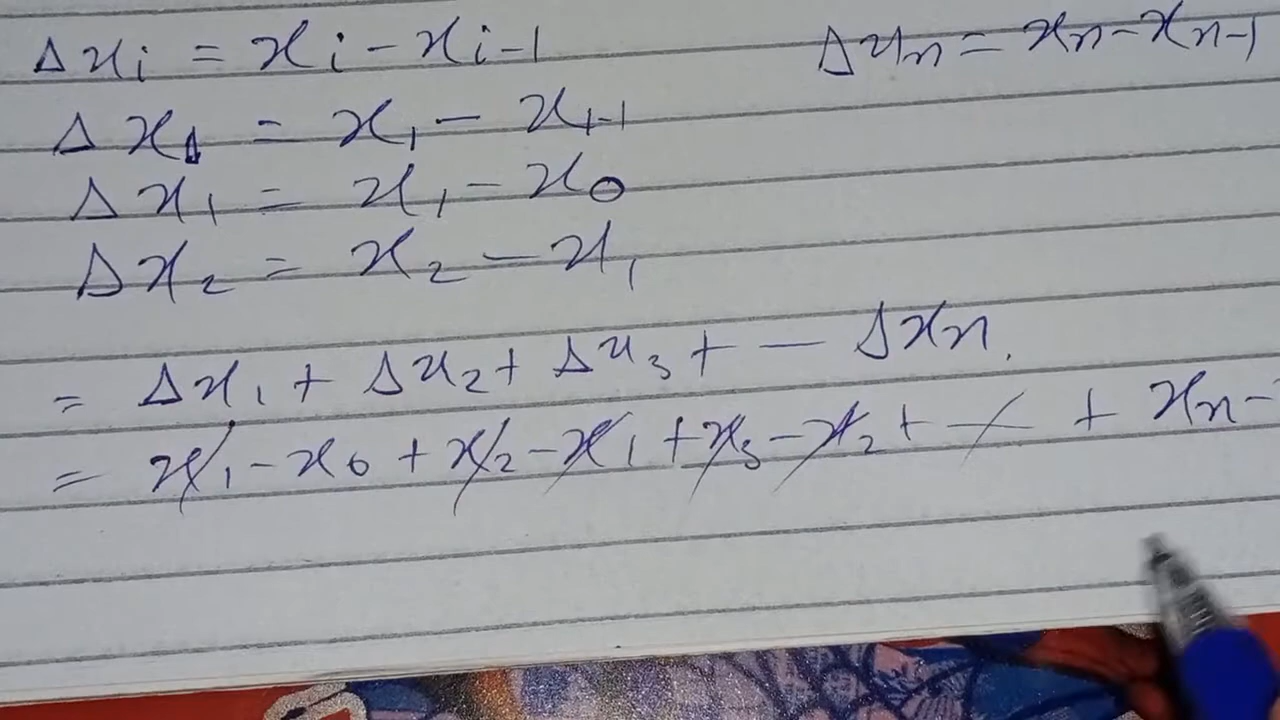 Δxi = xi - xi-1    Δxn = xn - xn-1
Δx1 = x1 - x1-1
Δx1 = x1 - x0
Δx2 = x2 - x1
= Δx1 + Δx2 + Δx3 + - Δxn.
= x1 - x0 + x2 - x1 + x3 - x2 + - + xn -